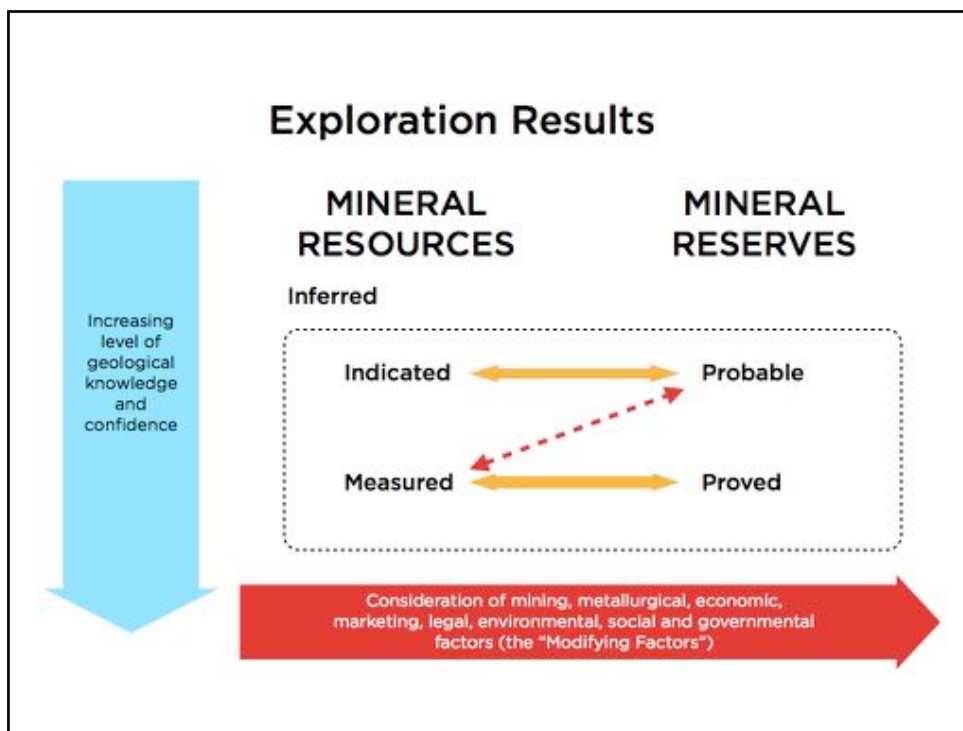 Exploration Results
MINERAL
RESOURCES
MINERAL
RESERVES
Inferred
Increasing
level of
geological
knowledge
and
confidence
Indicated
Probable
Measured
Proved
Consideration of mining, metallurgical, economic,
marketing, legal, environmental, social and governmental
factors (the “Modifying Factors”)